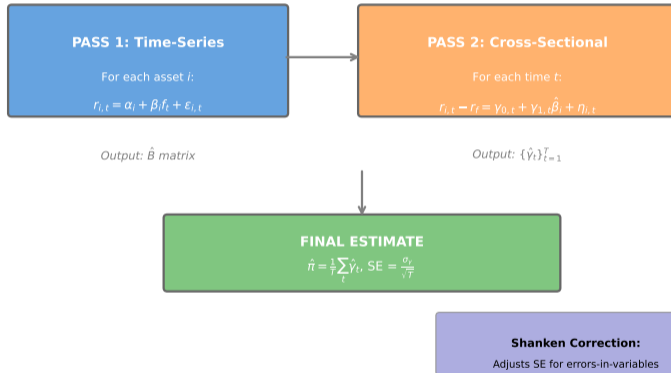 PASS 1: Time-Series
For each asset i:
r_{i,t} = α_i + β_i f_t + ε_{i,t}
Output: B̂ matrix
PASS 2: Cross-Sectional
For each time t:
r_{i,t} − r_f = γ_{0,t} + γ_{1,t}β̂_i + η_{i,t}
Output: {γ̂_t}_{t=1}^T
FINAL ESTIMATE
π̂ = 1/T ∑_t γ̂_t, SE = σ_γ/√T
Shanken Correction:
Adjusts SE for errors-in-variables